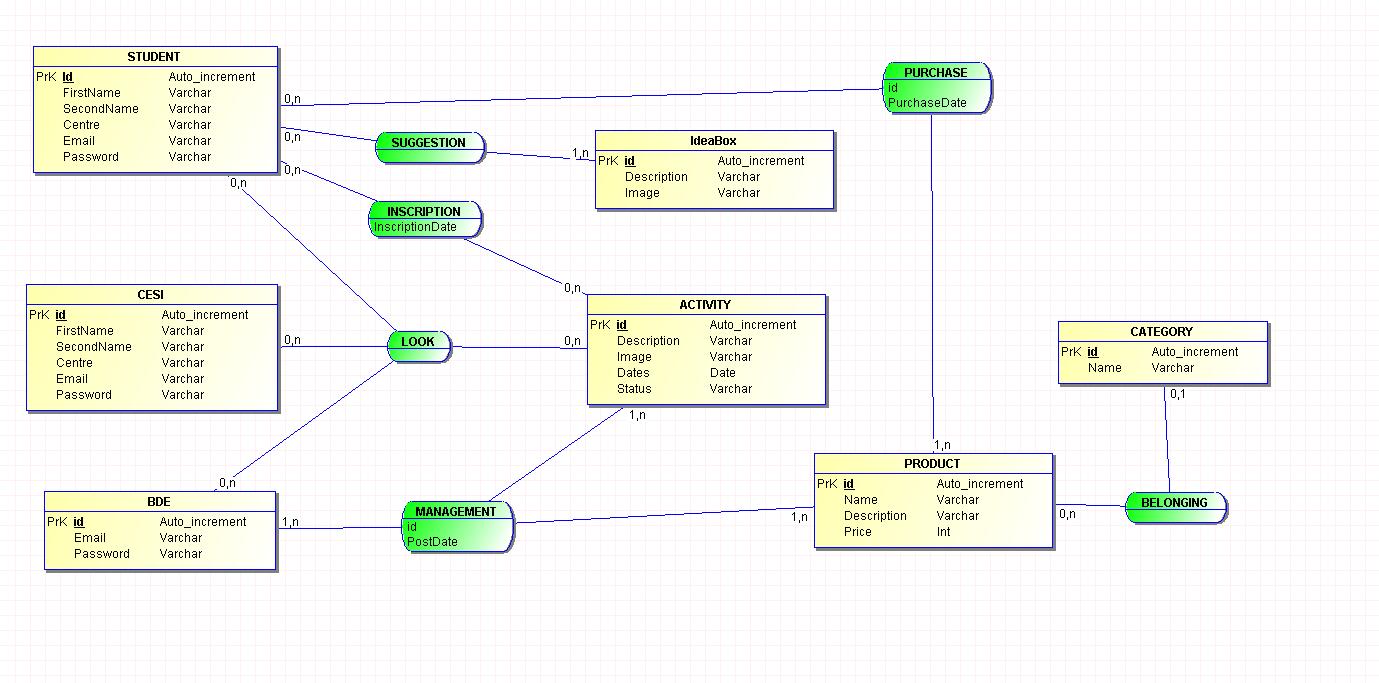 STUDENT
PrK Id Auto_increment
FirstName Varchar
SecondName Varchar
Centre Varchar
Email Varchar
Password Varchar
0,n
0,n
0,n
0,n
PURCHASE
id
PurchaseDate
SUGGESTION
1,n
IdeaBox
PrK id Auto_increment
Description Varchar
Image Varchar
INSCRIPTION
InscriptionDate
0,n
CESI
PrK id Auto_increment
FirstName Varchar
SecondName Varchar
Centre Varchar
Email Varchar
Password Varchar
0,n
LOOK
0,n
ACTIVITY
PrK id Auto_increment
Description Varchar
Image Varchar
Dates Date
Status Varchar
1,n
CATEGORY
PrK id Auto_increment
Name Varchar
0,1
1,n
PRODUCT
PrK id Auto_increment
Name Varchar
Description Varchar
Price Int
0,n
BELONGING
0,n
BDE
PrK id Auto_increment
Email Varchar
Password Varchar
1,n
MANAGEMENT
id
PostDate
1,n